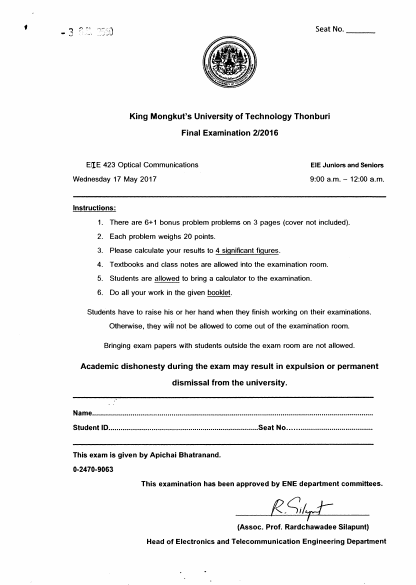 Seat No. _______
King Mongkut's University of Technology Thonburi
Final Examination 2/2016
EIE 423 Optical Communications
EIE Juniors and Seniors
Wednesday 17 May 2017
9:00 a.m. – 12:00 a.m.
Instructions:
1. There are 6+1 bonus problem problems on 3 pages (cover not included).
2. Each problem weighs 20 points.
3. Please calculate your results to 4 significant figures.
4. Textbooks and class notes are allowed into the examination room.
5. Students are allowed to bring a calculator to the examination.
6. Do all your work in the given booklet.
Students have to raise his or her hand when they finish working on their examinations.
Otherwise, they will not be allowed to come out of the examination room.
Bringing exam papers with students outside the exam room are not allowed.
Academic dishonesty during the exam may result in expulsion or permanent
dismissal from the university.
Name..........................................................................................
Student ID.......................................................Seat No..............................
This exam is given by Apichai Bhatranand.
0-2470-9063
This examination has been approved by ENE department committees.
R. Silapunt
(Assoc. Prof. Rardchawadee Silapunt)
Head of Electronics and Telecommunication Engineering Department